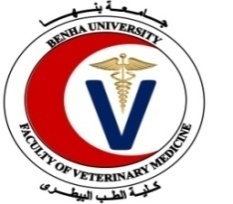 جامعة بنها
BENHA UNIVERSITY
V
FACULTY OF VETERINARY MEDICINE
كلية الطب البيطرى